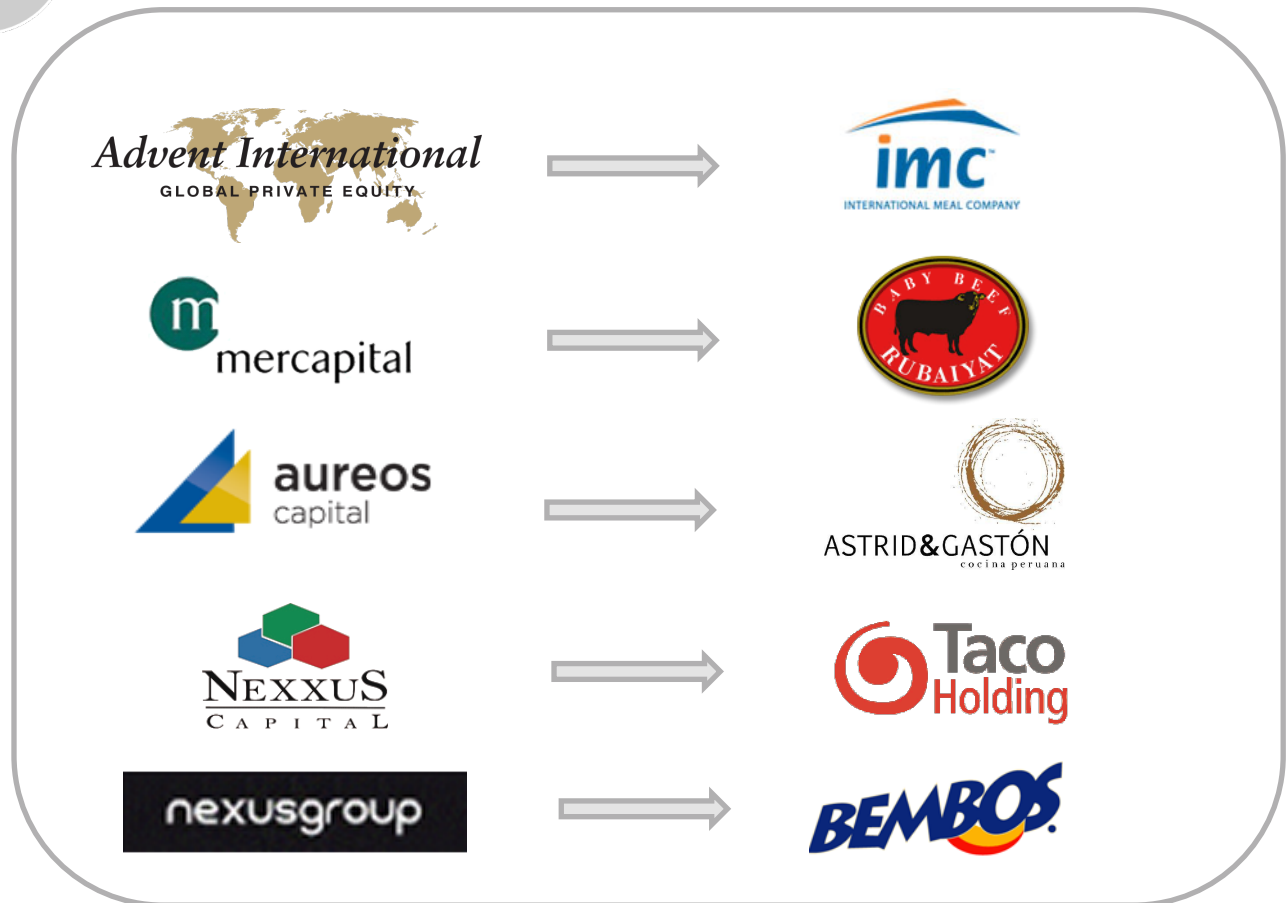 Advent International
GLOBAL PRIVATE EQUITY
imc™
INTERNATIONAL MEAL COMPANY
m
mercapital
BABY BEEF
RUBAIYAT
aureos
capital
ASTRID&GASTÓN
cocina peruana
NEXXUS
CAPITAL
Taco
Holding
nexusgroup
BEMBOS